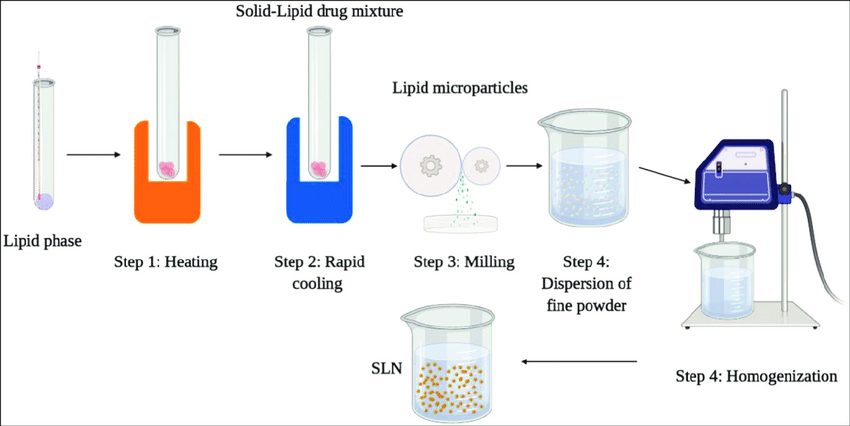 Solid-Lipid drug mixture
Lipid microparticles
Lipid phase
Step 1: Heating
Step 2: Rapid
cooling
Step 3: Milling
Step 4:
Dispersion of
fine powder
Step 4: Homogenization
SLN